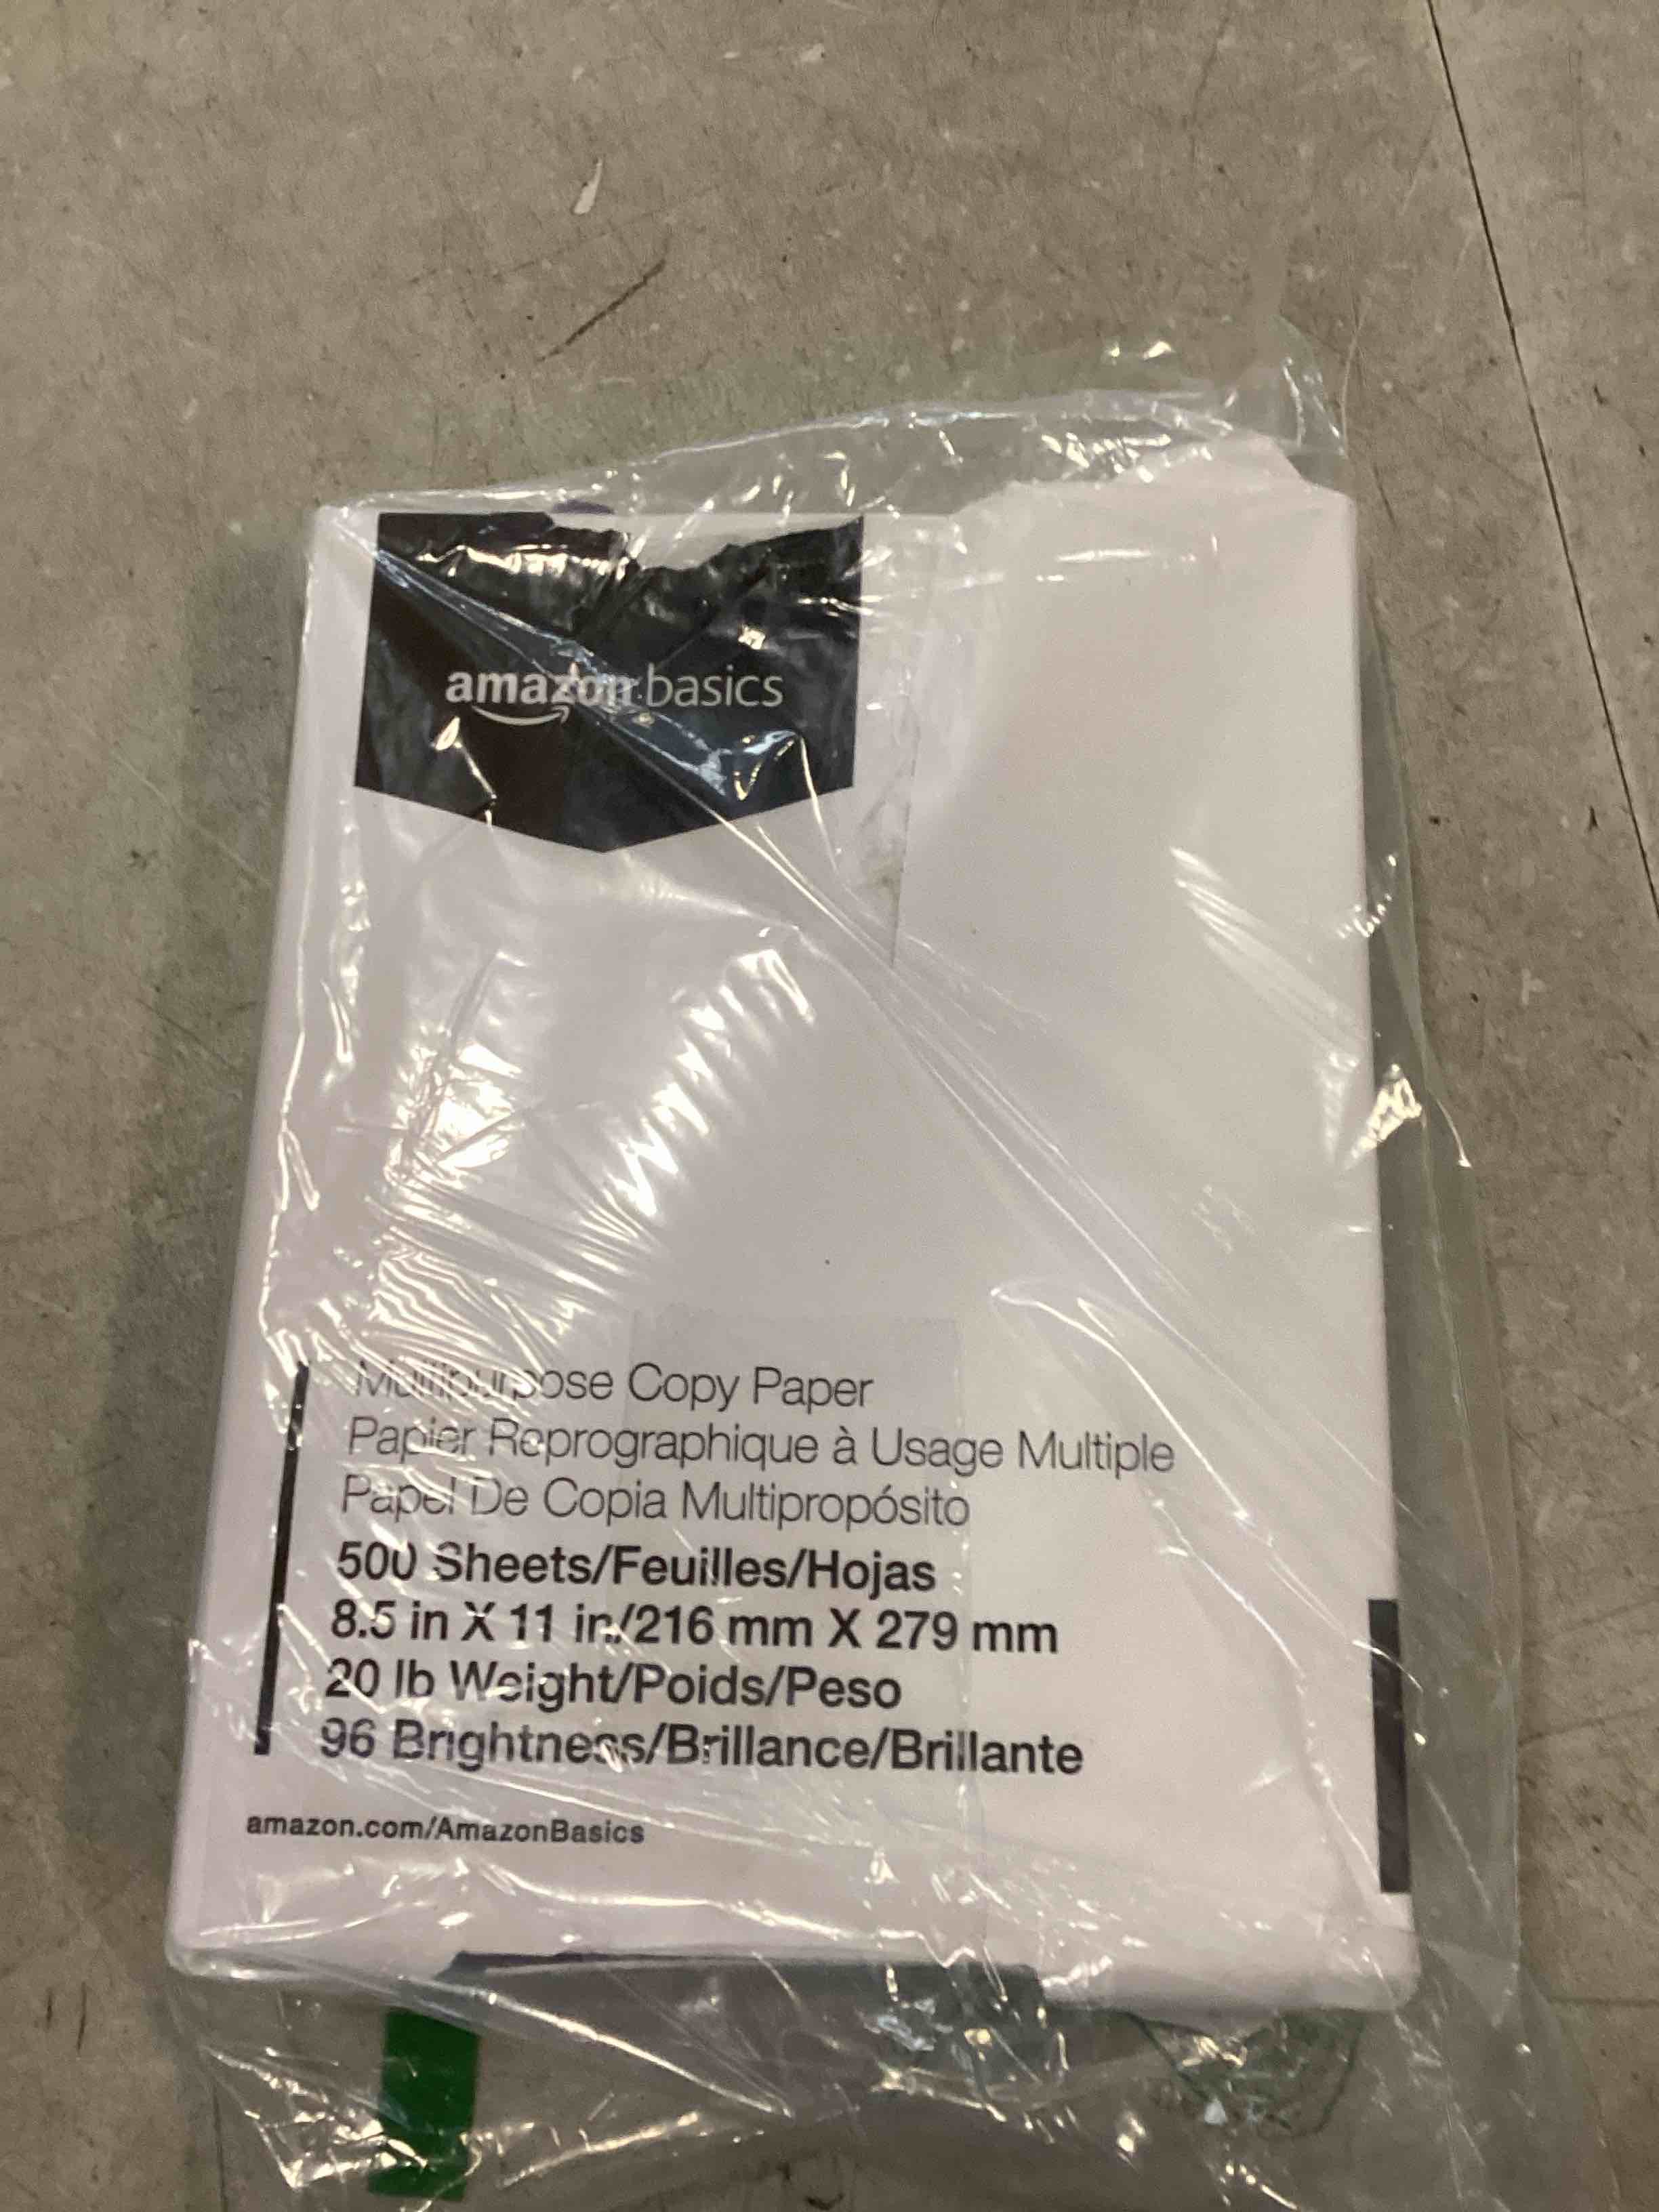 amazon basics
Multipurpose Copy Paper
Papier Reprographique à Usage Multiple
Papel De Copia Multipropósito
500 Sheets/Feuilles/Hojas
8.5 in X 11 in/216 mm X 279 mm
20 lb Weight/Poids/Peso
96 Brightness/Brillance/Brillante
amazon.com/AmazonBasics